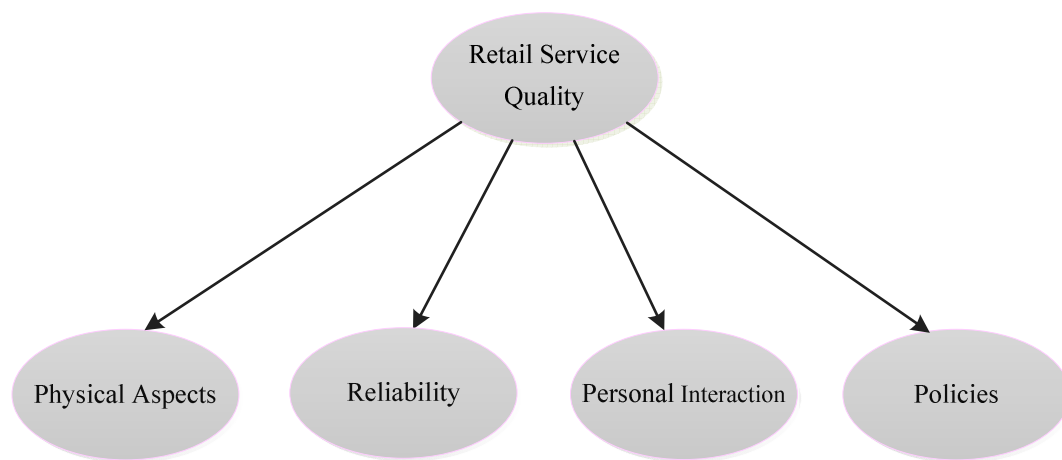 Retail Service
Quality
Physical Aspects
Reliability
Personal Interaction
Policies